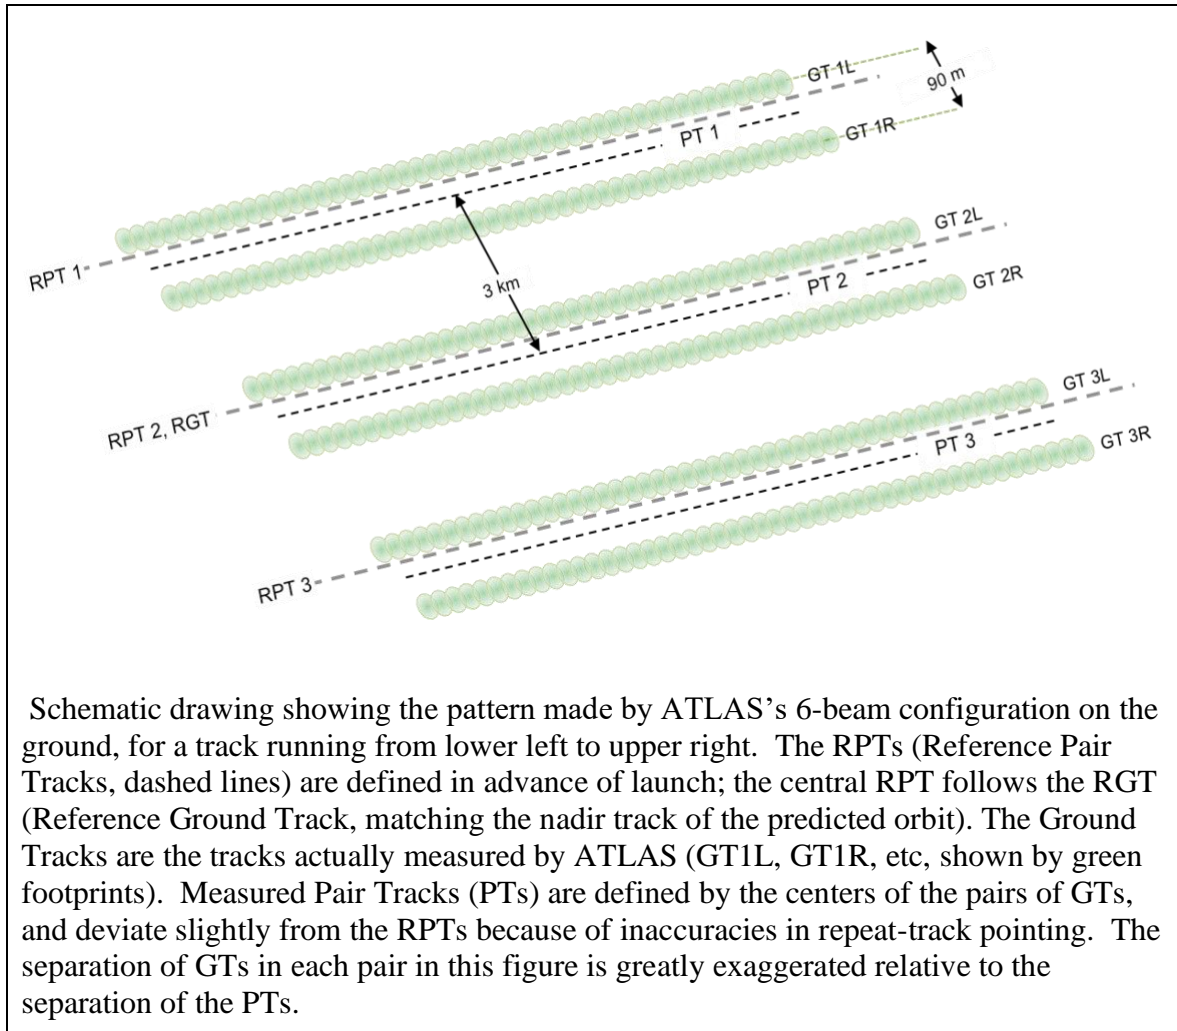 GT 1L
90 m
PT 1
GT 1R
RPT 1
GT 2L
3 km
PT 2
GT 2R
RPT 2, RGT
GT 3L
PT 3
GT 3R
RPT 3
Schematic drawing showing the pattern made by ATLAS’s 6-beam configuration on the
ground, for a track running from lower left to upper right.  The RPTs (Reference Pair
Tracks, dashed lines) are defined in advance of launch; the central RPT follows the RGT
(Reference Ground Track, matching the nadir track of the predicted orbit). The Ground
Tracks are the tracks actually measured by ATLAS (GT1L, GT1R, etc, shown by green
footprints).  Measured Pair Tracks (PTs) are defined by the centers of the pairs of GTs,
and deviate slightly from the RPTs because of inaccuracies in repeat-track pointing.  The
separation of GTs in each pair in this figure is greatly exaggerated relative to the
separation of the PTs.